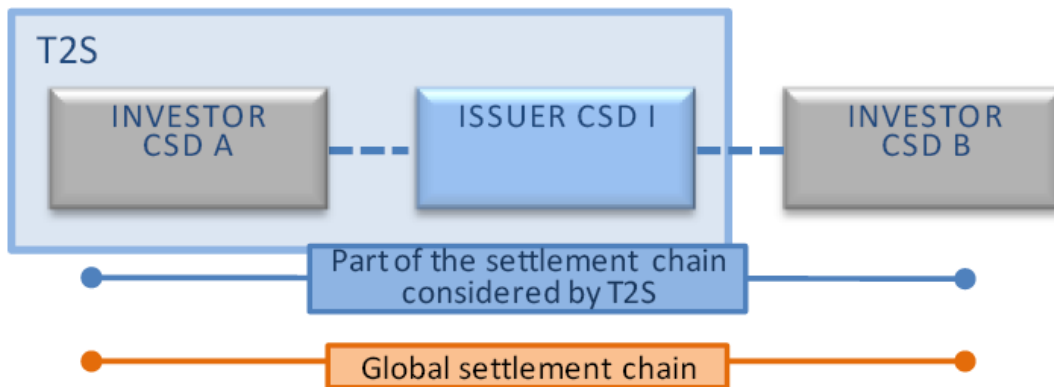 T2S
INVESTOR
CSD A
ISSUER CSD I
INVESTOR
CSD B
Part of the settlement chain
considered by T2S
Global settlement chain